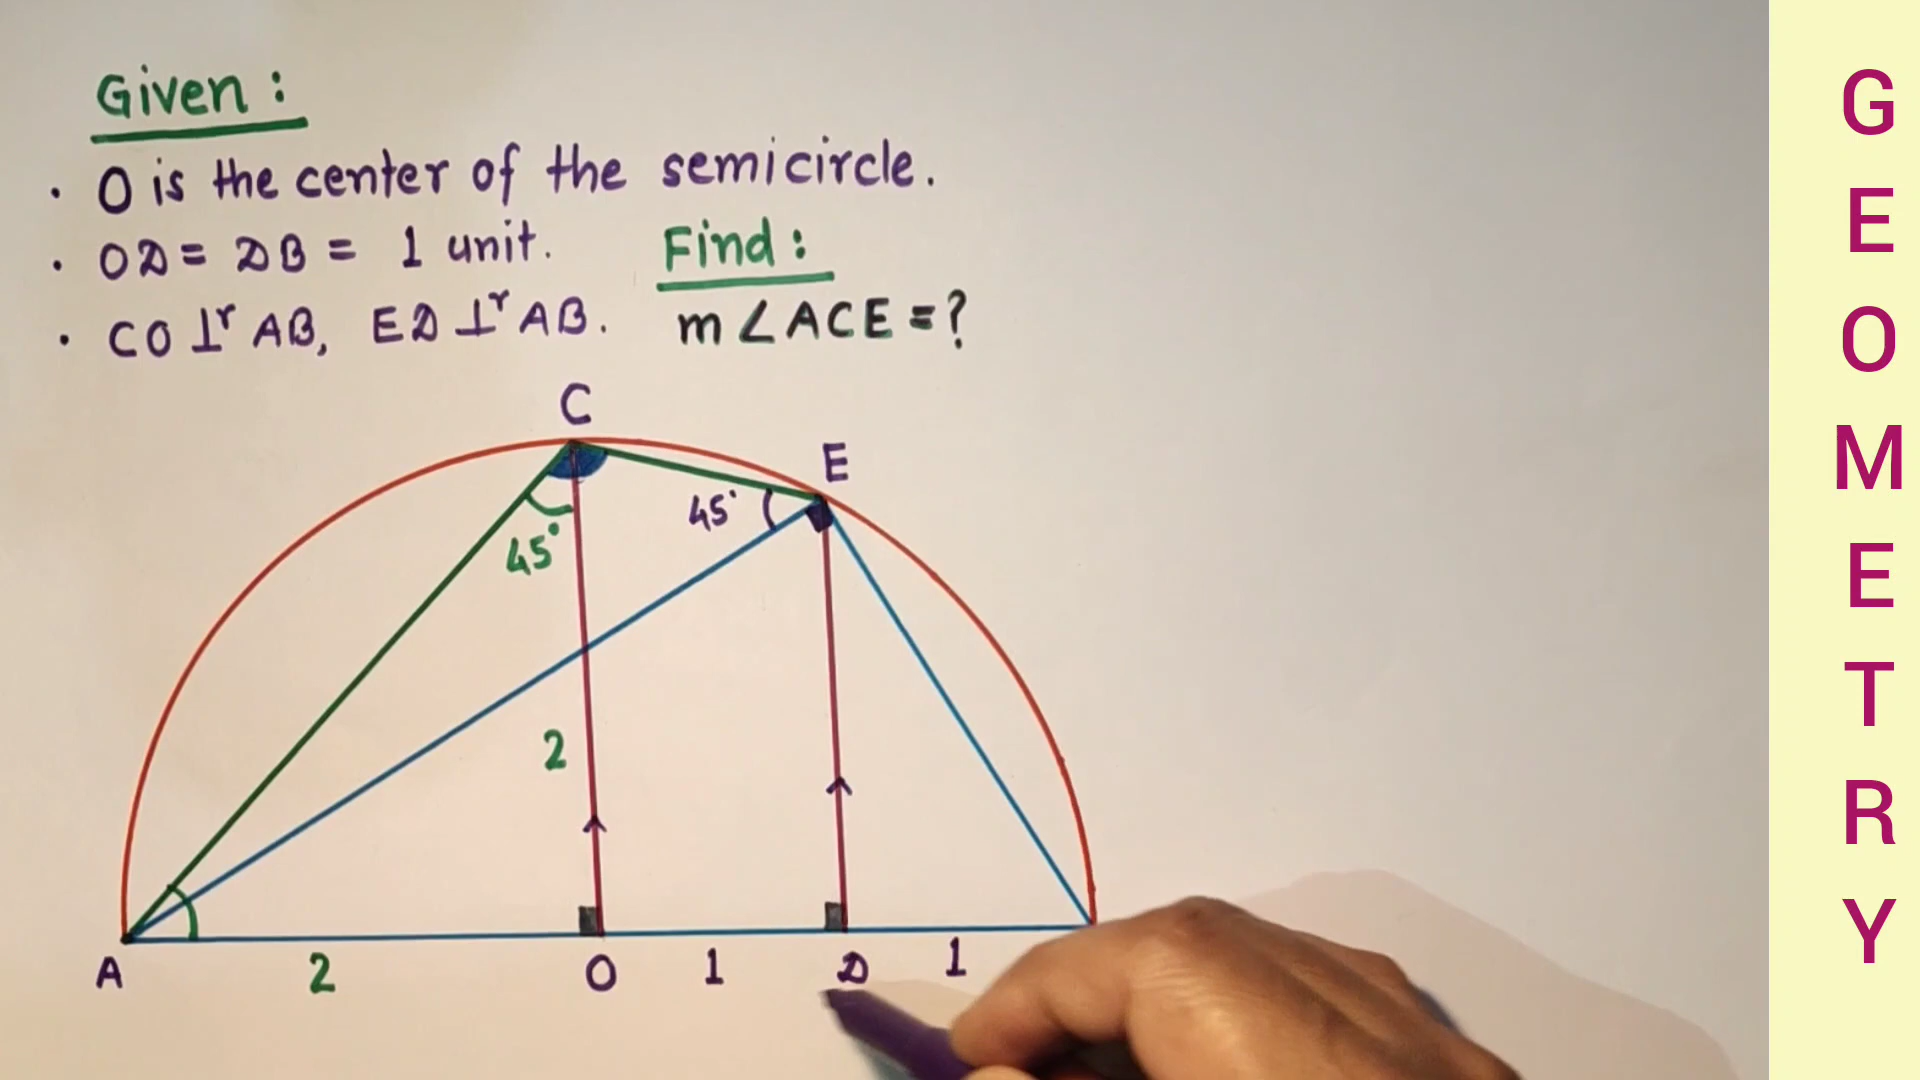 Given :
· O is the center of the semicircle.
· OD = DB = 1 unit.
Find :
· CO ⊥ʳ AB, ED ⊥ʳ AB.
m∠ACE = ?
C
E
45°
45°
2
A
2
O
1
D
1
GEOMETRY